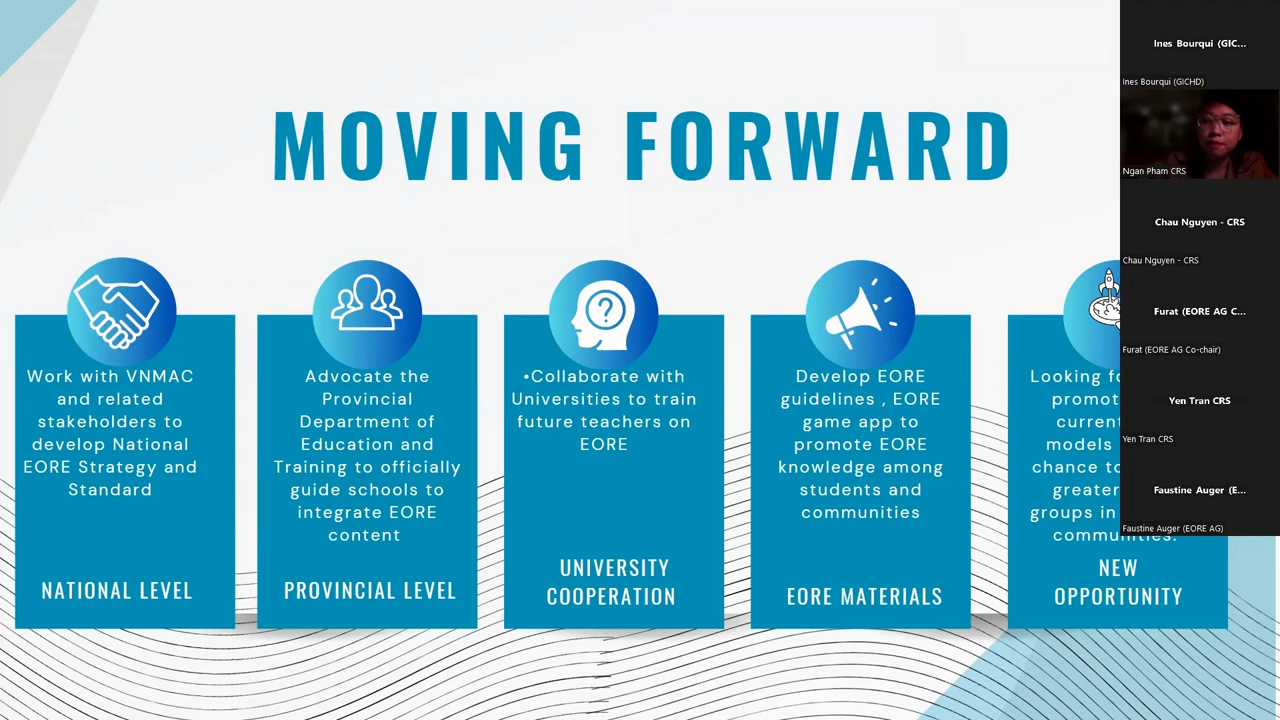 MOVING FORWARD
Work with VNMAC
and related
stakeholders to
develop National
EORE Strategy and
Standard
NATIONAL LEVEL
Advocate the
Provincial
Department of
Education and
Training to officially
guide schools to
integrate EORE
content
PROVINCIAL LEVEL
•Collaborate with
Universities to train
future teachers on
EORE
UNIVERSITY
COOPERATION
Develop EORE
guidelines , EORE
game app to
promote EORE
knowledge among
students and
communities
EORE MATERIALS
Looking
models
chance
greater
groups in
communities.
NEW
OPPORTUNITY
Ines Bourqui (GIC...
Ines Bourqui (GICHD)
Ngan Pham CRS
Chau Nguyen - CRS
Chau Nguyen - CRS
Furat (EORE AG C...
Furat (EORE AG Co-chair)
Yen Tran CRS
Yen Tran CRS
Faustine Auger (E...
Faustine Auger (EORE AG)